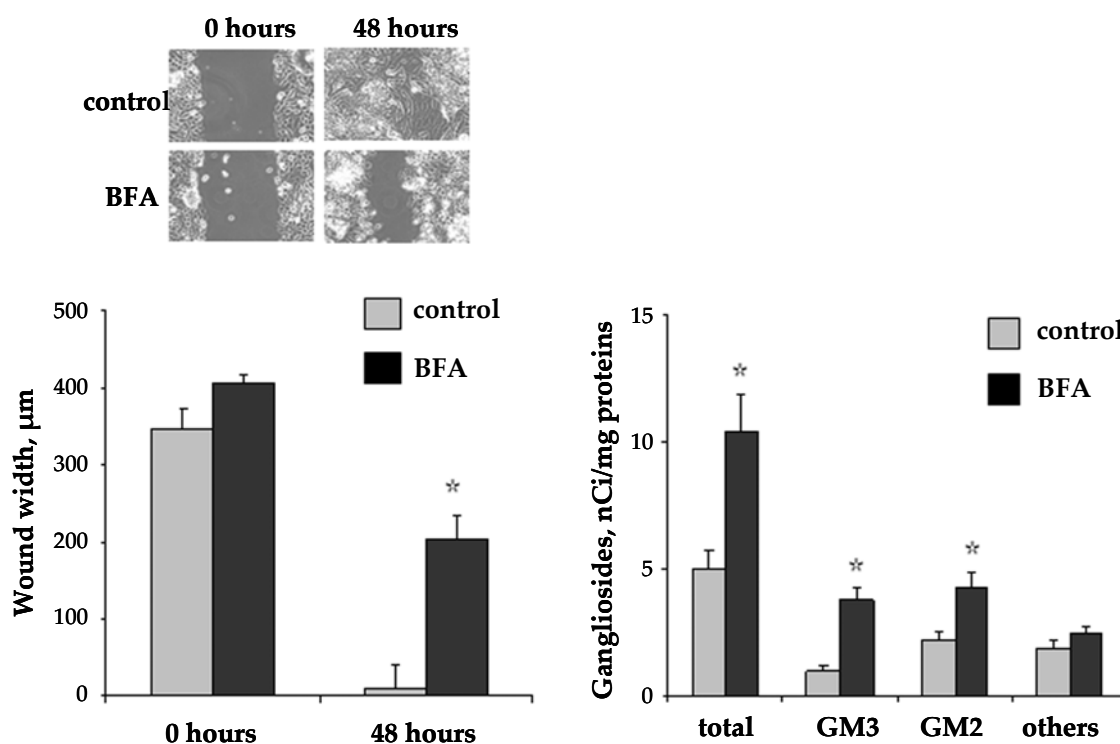 0 hours 48 hours
control
BFA
500
400
300
200
100
0
Wound width, µm
control
BFA
0 hours 48 hours
15
10
5
0
Gangliosides, nCi/mg proteins
control
BFA
☆
☆
☆
☆
total GM3 GM2 others